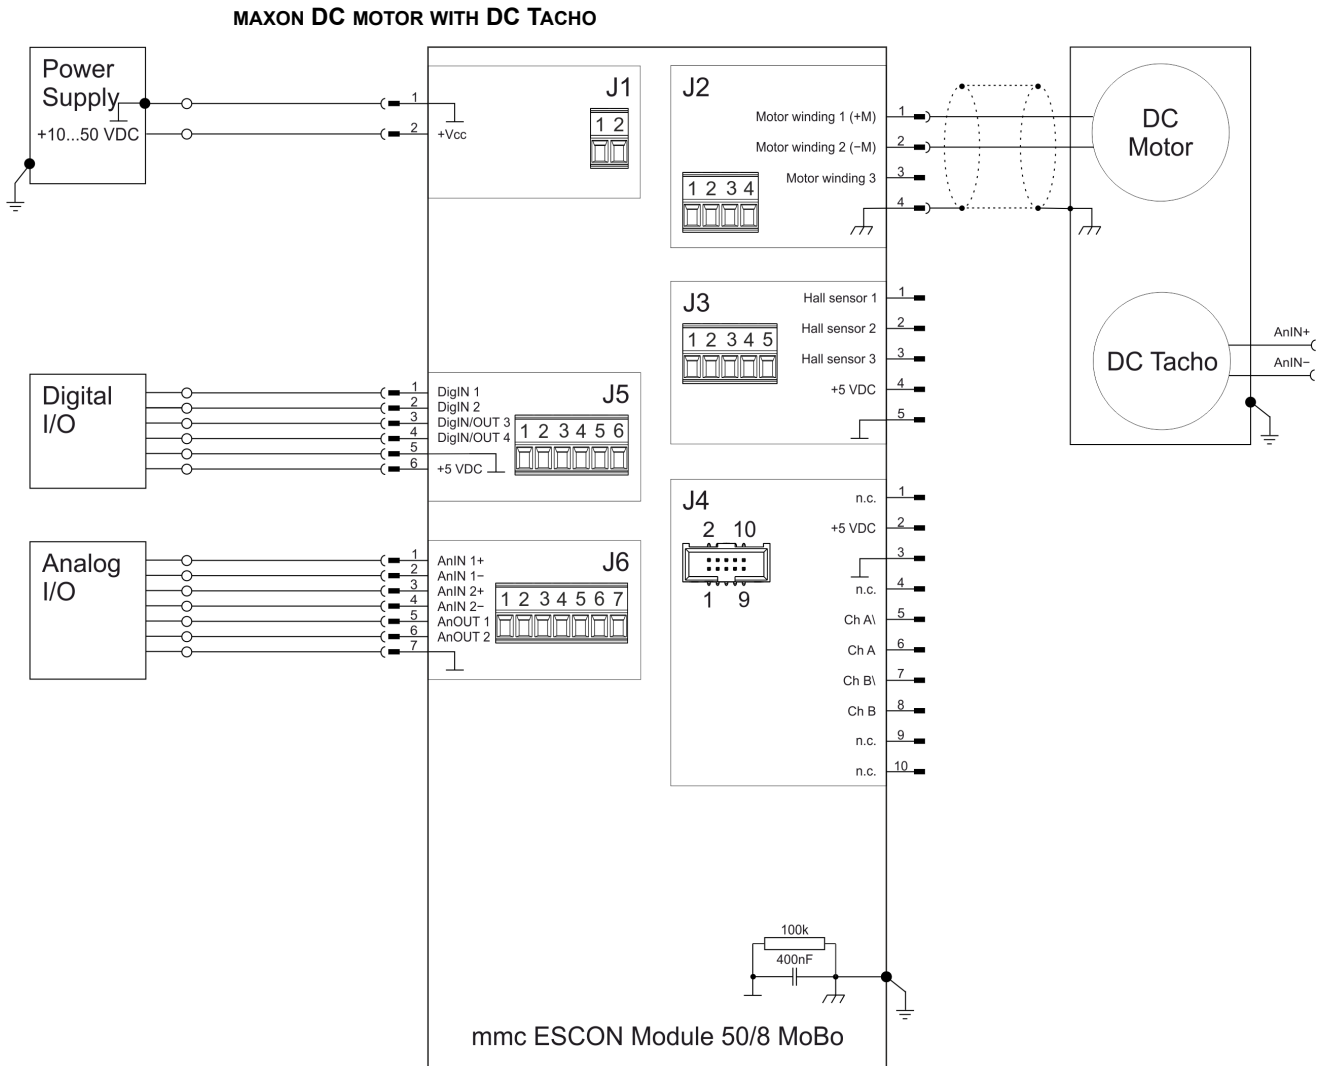 MAXON DC MOTOR WITH DC TACHO
Power
Supply
+10...50 VDC
J1
1
2
+Vcc
1 2
J2
Motor winding 1 (+M)
1
Motor winding 2 (−M)
2
Motor winding 3
3
4
1 2 3 4
DC
Motor
J3
Hall sensor 1
1
Hall sensor 2
2
Hall sensor 3
3
+5 VDC
4
5
1 2 3 4 5
DC Tacho
AnIN+
AnIN−
Digital
I/O
J5
1
DigIN 1
2
DigIN 2
3
DigIN/OUT 3
4
DigIN/OUT 4
5
6
+5 VDC
1 2 3 4 5 6
J4
n.c.
1
+5 VDC
2
3
n.c.
4
Ch A\
5
Ch A
6
Ch B\
7
Ch B
8
n.c.
9
n.c.
10
2 10
1 9
Analog
I/O
J6
1
AnIN 1+
2
AnIN 1−
3
AnIN 2+
4
AnIN 2−
5
AnOUT 1
6
AnOUT 2
7
1 2 3 4 5 6 7
100k
400nF
mmc ESCON Module 50/8 MoBo